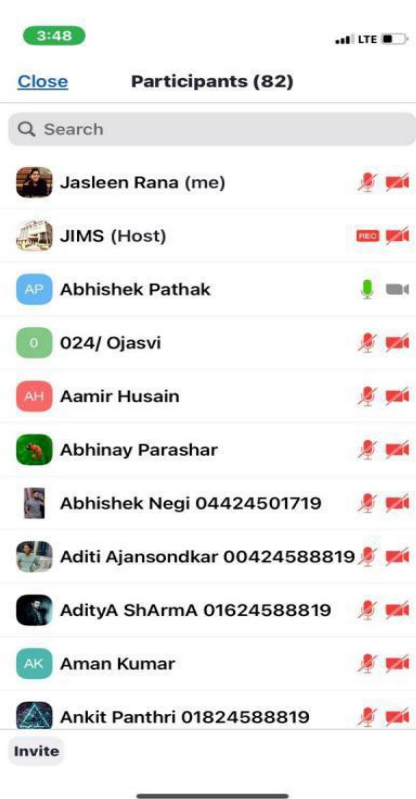 3:48
LTE
Close
Participants (82)
Search
Jasleen Rana (me)
JIMS (Host)
REC
AP
Abhishek Pathak
0
024/ Ojasvi
AH
Aamir Husain
Abhinay Parashar
Abhishek Negi 04424501719
Aditi Ajansondkar 00424588819
AdityA ShArmA 01624588819
AK
Aman Kumar
Ankit Panthri 01824588819
Invite